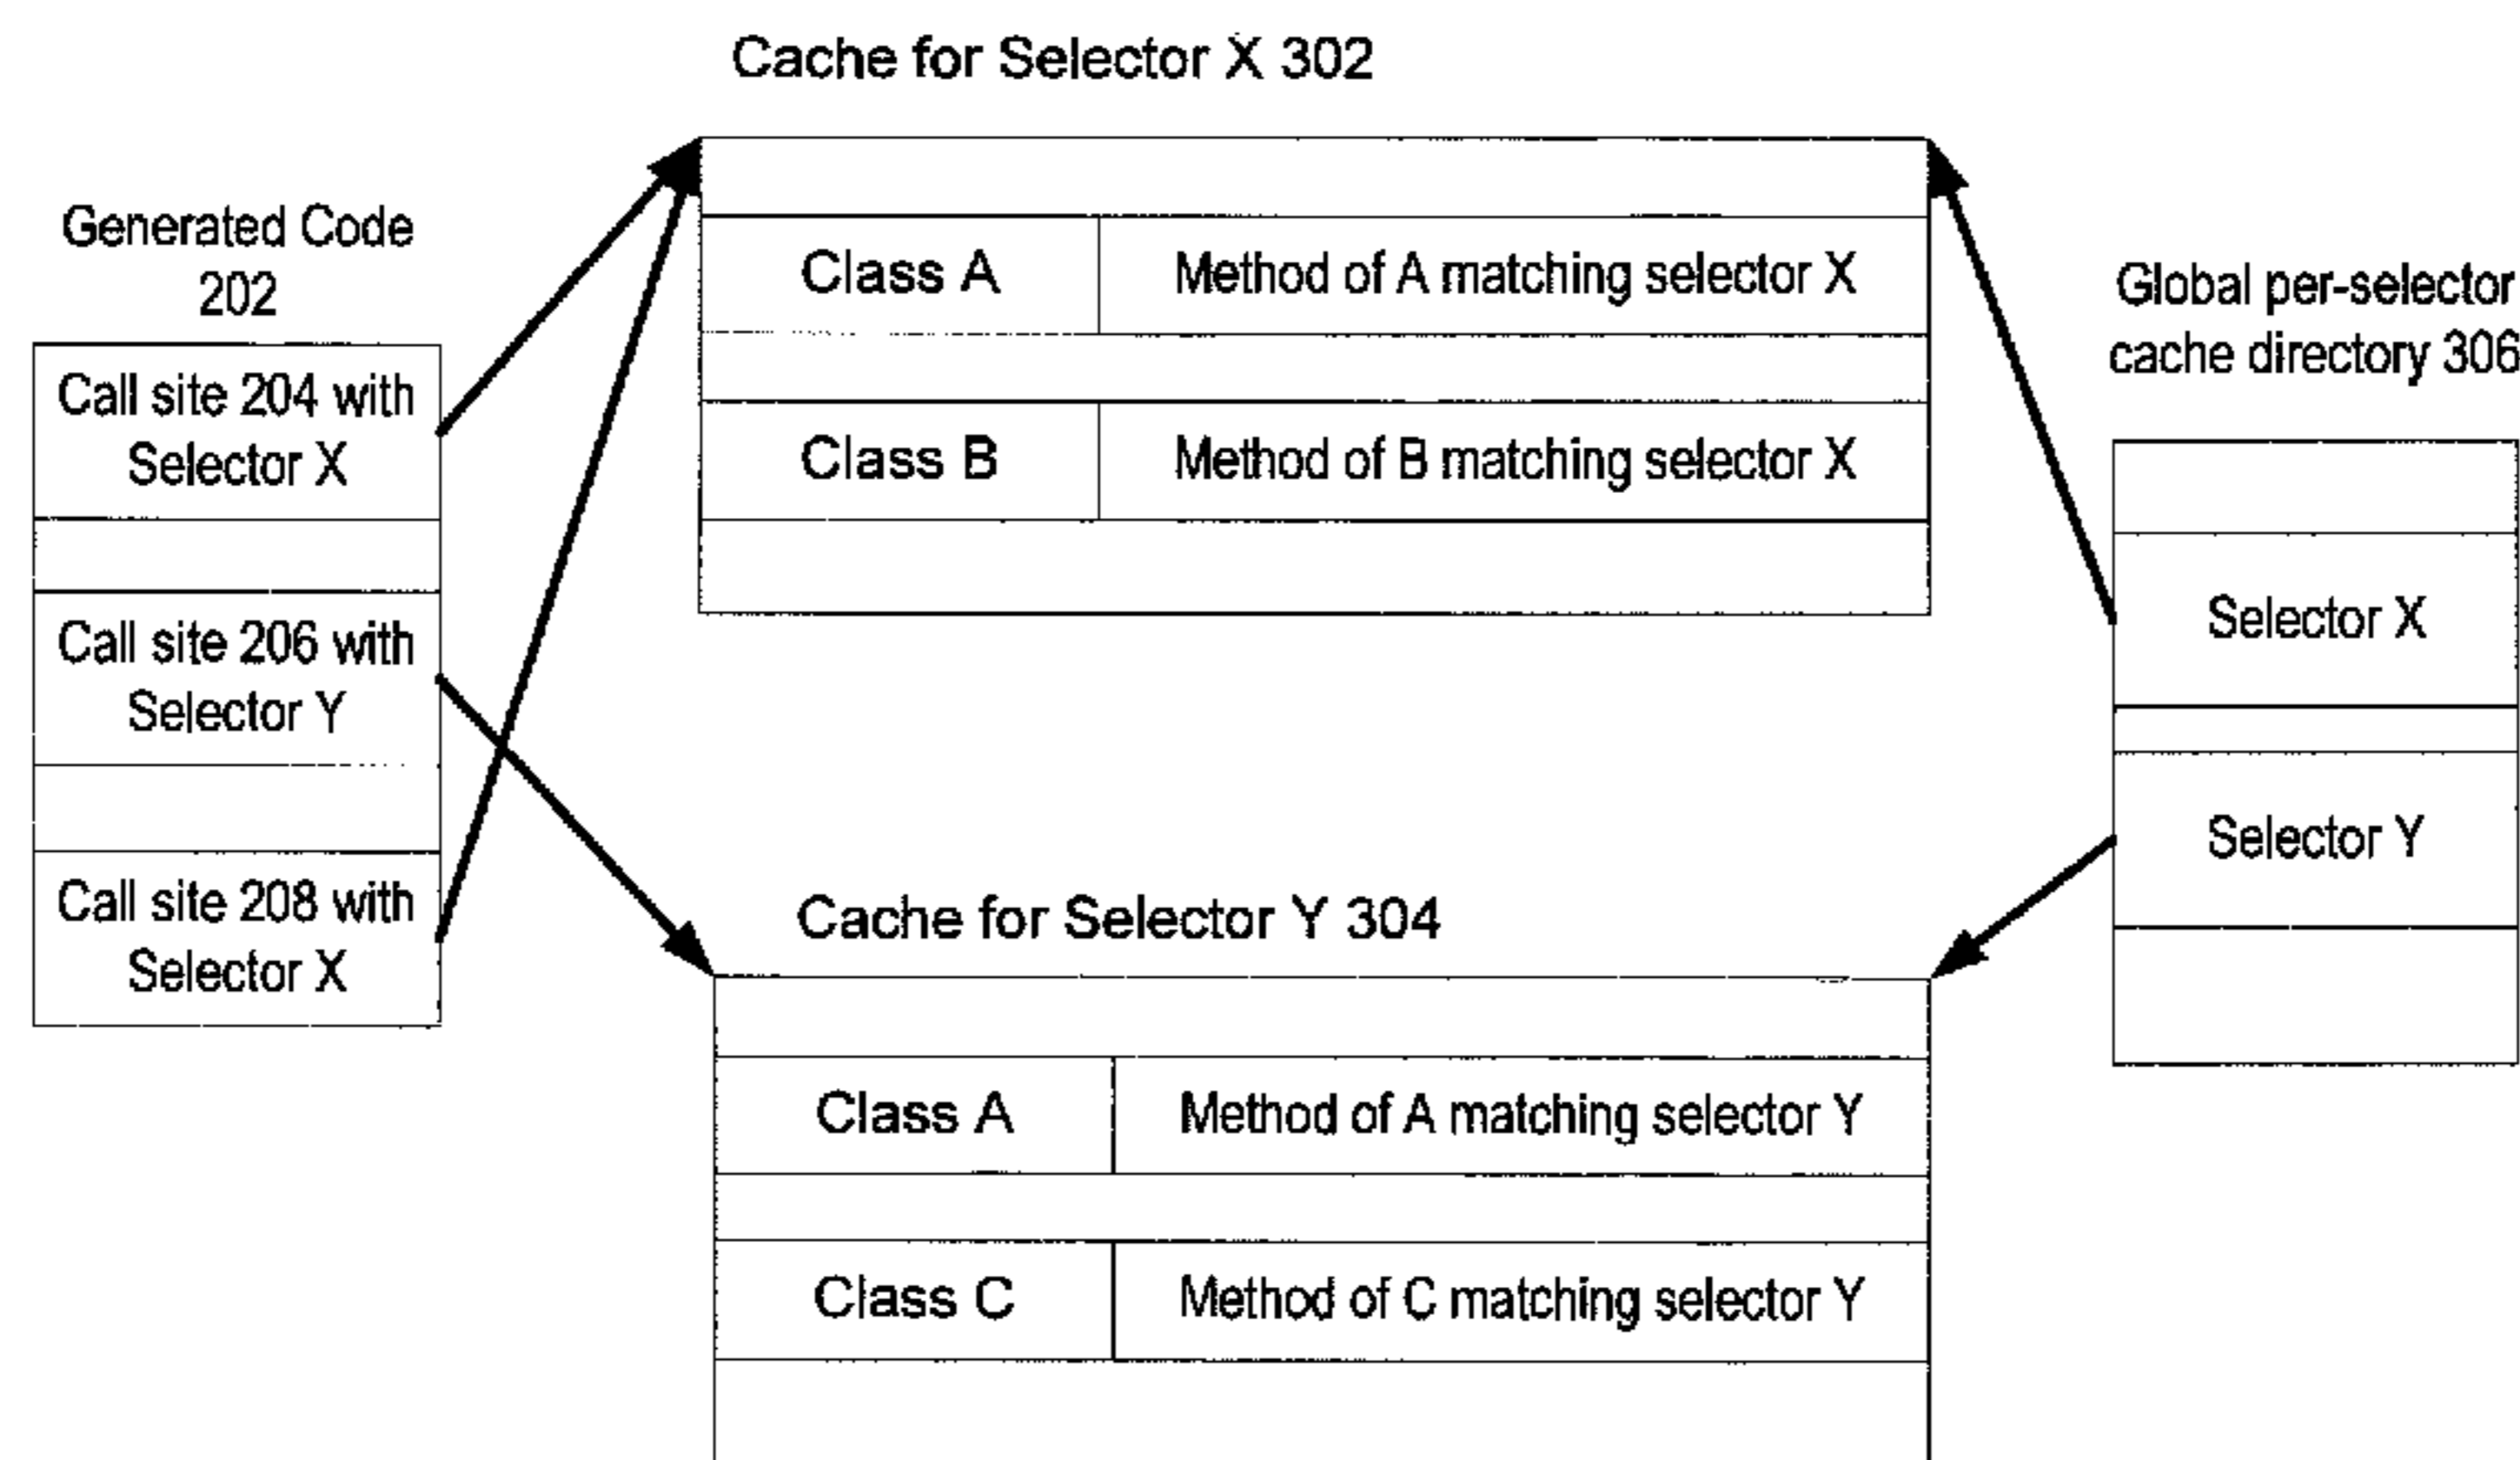 Cache for Selector X 302
Generated Code
202
Call site 204 with
Selector X
Call site 206 with
Selector Y
Call site 208 with
Selector X
Class A
Method of A matching selector X
Class B
Method of B matching selector X
Global per-selector
cache directory 306
Selector X
Selector Y
Cache for Selector Y 304
Class A
Method of A matching selector Y
Class C
Method of C matching selector Y